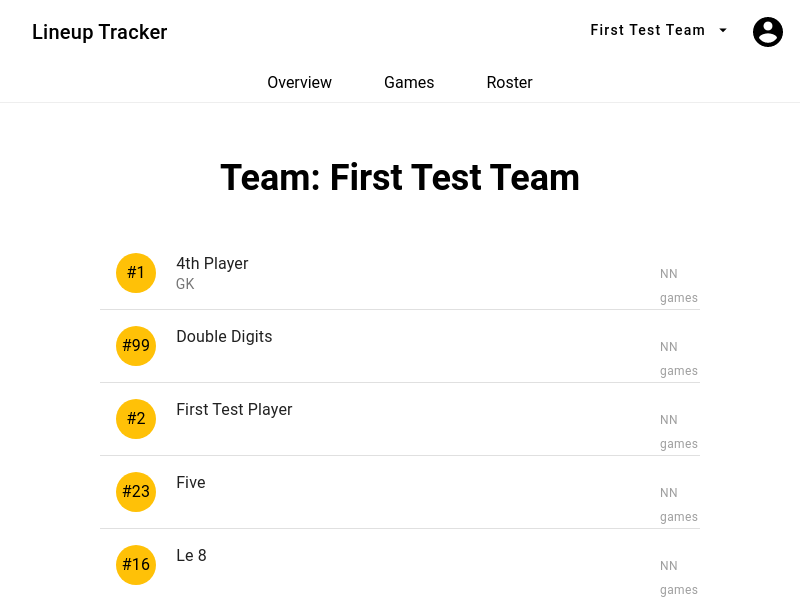 Lineup Tracker
First Test Team
Overview Games Roster
Team: First Test Team
#1
4th Player
GK
NN
games
#99
Double Digits
NN
games
#2
First Test Player
NN
games
#23
Five
NN
games
#16
Le 8
NN
games